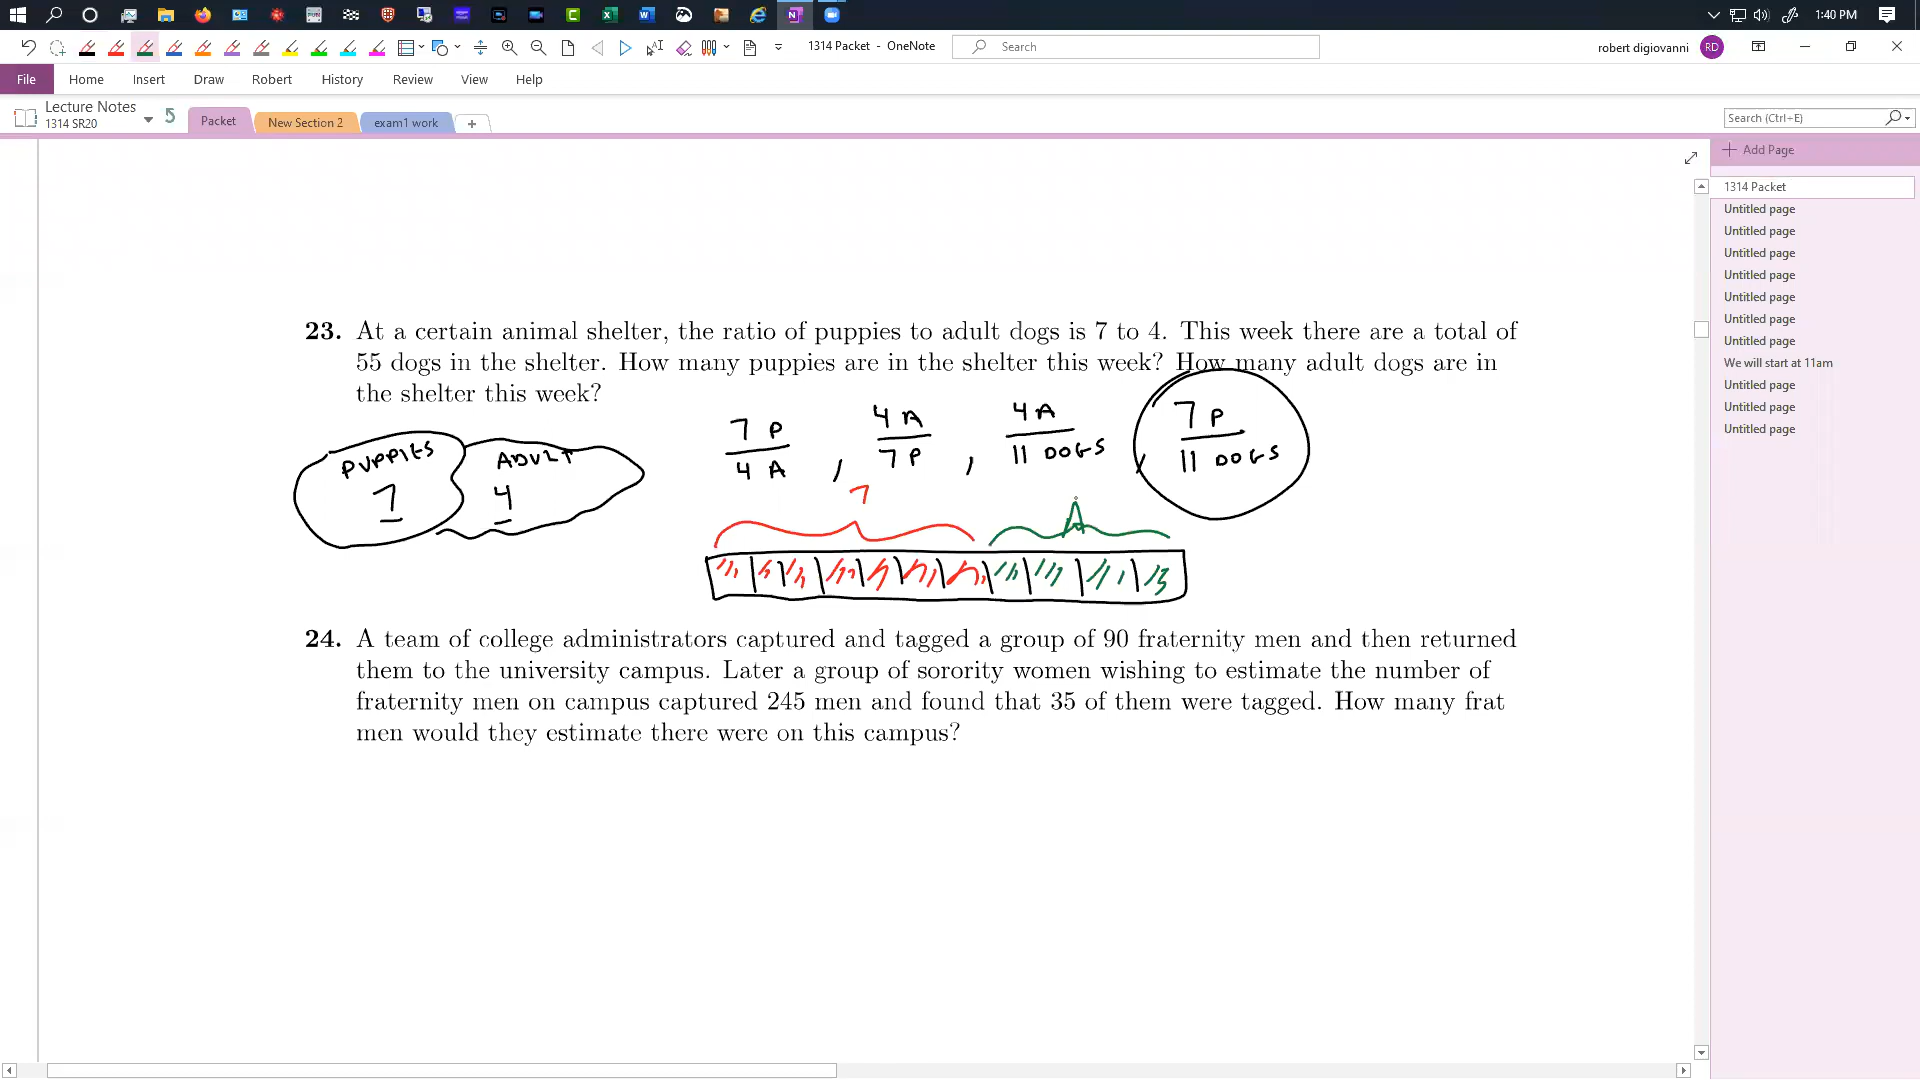 1:40 PM
1314 Packet - OneNote
Search
robert digiovanni
RD
File
Home
Insert
Draw
Robert
History
Review
View
Help
Lecture Notes
1314 SR20
Packet
New Section 2
exam1 work
Search (Ctrl+E)
Add Page
1314 Packet
Untitled page
Untitled page
Untitled page
Untitled page
Untitled page
Untitled page
Untitled page
We will start at 11am
Untitled page
Untitled page
Untitled page
23. At a certain animal shelter, the ratio of puppies to adult dogs is 7 to 4. This week there are a total of
55 dogs in the shelter. How many puppies are in the shelter this week? How many adult dogs are in
the shelter this week?
PUPPIES ADULT
7 4
7 P
4 A
,
4 A
7 P
,
4 A
11 DOGS
,
7 P
11 DOGS
7
A
24. A team of college administrators captured and tagged a group of 90 fraternity men and then returned
them to the university campus. Later a group of sorority women wishing to estimate the number of
fraternity men on campus captured 245 men and found that 35 of them were tagged. How many frat
men would they estimate there were on this campus?